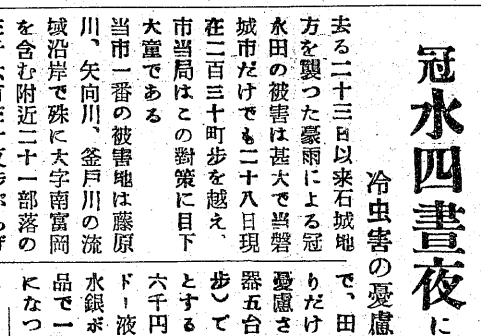 冠水四晝夜に
冷虫害の憂慮
去る二十三日以来石城地
方を襲つた豪雨による冠
水田の被害は甚大で当磐
城市だけでも二十八日現
在二百三十町歩を越え、
市当局はこの對策に目下
大童である
当市一番の被害地は藤原
川、矢向川、釜戸川の流
域沿岸で殊に大字南富岡
を含む附近二十一部落の
で、田
りだけ
憂慮さ
器五台
歩)で
とする
六千円
ドー液
水銀ボ
品で一
になつ